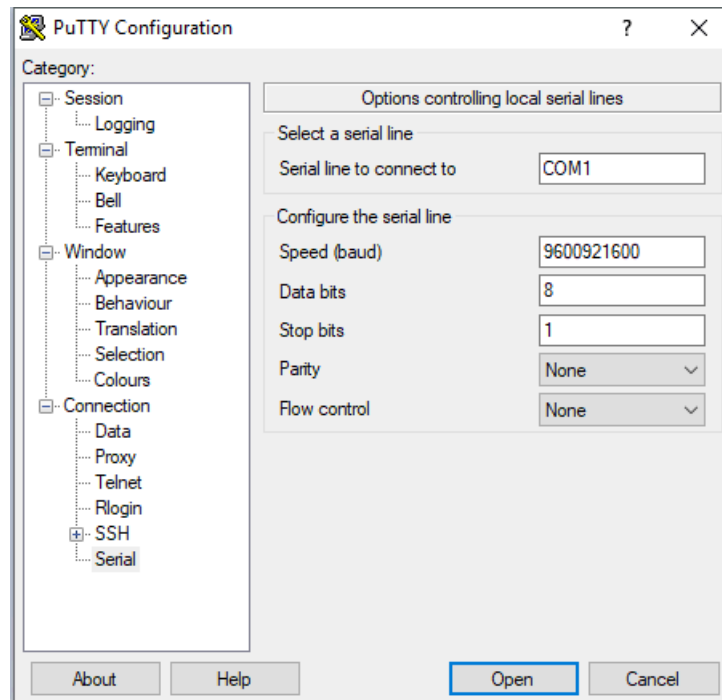 PuTTY Configuration
?
Category:
Session
Logging
Terminal
Keyboard
Bell
Features
Window
Appearance
Behaviour
Translation
Selection
Colours
Connection
Data
Proxy
Telnet
Rlogin
SSH
Serial
Options controlling local serial lines
Select a serial line
Serial line to connect to COM1
Configure the serial line
Speed (baud) 9600921600
Data bits 8
Stop bits 1
Parity None
Flow control None
About Help Open Cancel